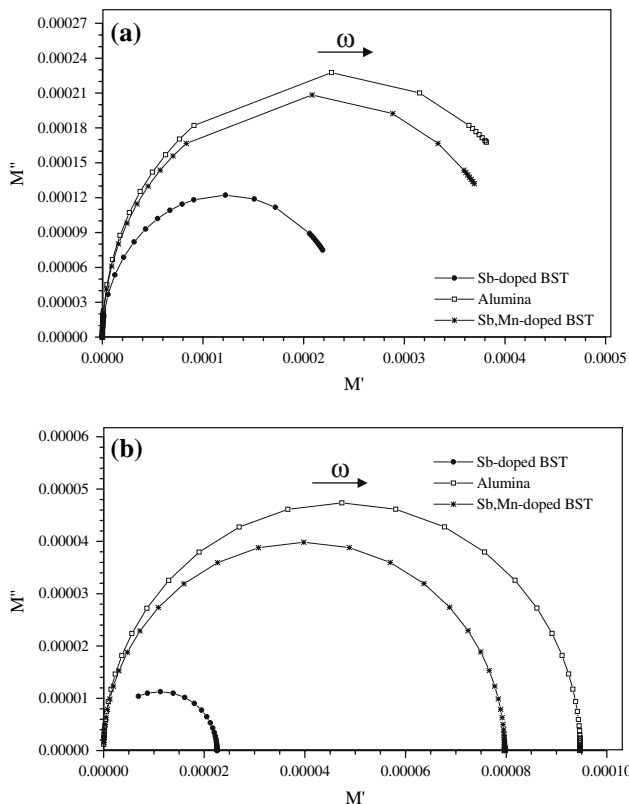 (a)
ω
0.00027
0.00024
0.00021
0.00018
0.00015
0.00012
0.00009
0.00006
0.00003
0.00000
M''
Sb-doped BST
Alumina
Sb,Mn-doped BST
0.0000 0.0001 0.0002 0.0003 0.0004 0.0005
M'
(b)
ω
0.00006
0.00005
0.00004
0.00003
0.00002
0.00001
0.00000
M''
Sb-doped BST
Alumina
Sb,Mn-doped BST
0.00000 0.00002 0.00004 0.00006 0.00008 0.00010
M'